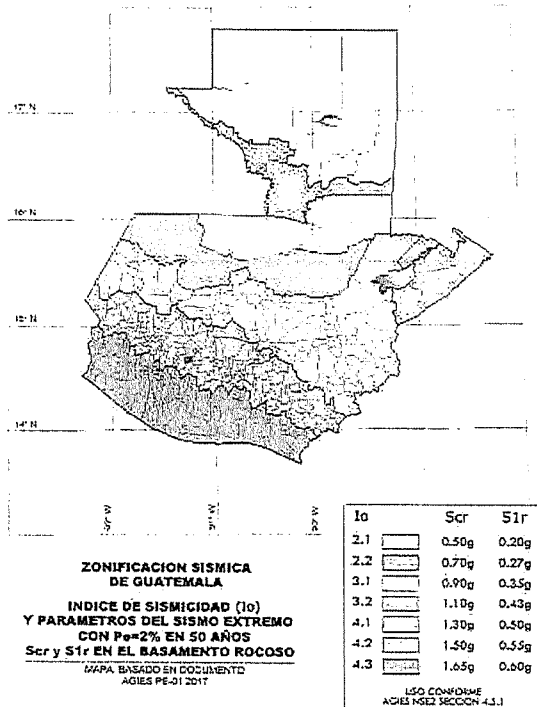 17° N
16° N
15° N
14° N
90° W
ZONIFICACION SISMICA
DE GUATEMALA
INDICE DE SISMICIDAD (Io)
Y PARAMETROS DEL SISMO EXTREMO
CON Pe=2% EN 50 AÑOS
Scr y S1r EN EL BASAMENTO ROCOSO
MAPA BASADO EN DOCUMENTO
AGIES PE-01 2017
Io Scr S1r
2.1 0.50g 0.20g
2.2 0.70g 0.27g
3.1 0.90g 0.35g
3.2 1.10g 0.43g
4.1 1.30g 0.50g
4.2 1.50g 0.55g
4.3 1.65g 0.60g
USO CONFORME
AGIES NSE2 SECCION 4.5.1